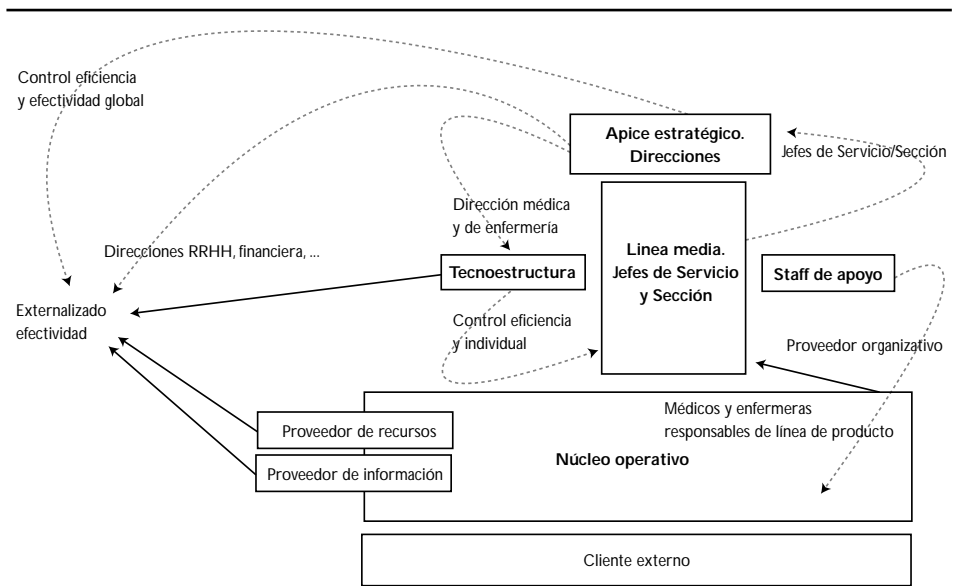 Control eficiencia
y efectividad global
Apice estratégico.
Direcciones
Jefes de Servicio/Sección
Dirección médica
y de enfermería
Direcciones RRHH, financiera, ...
Linea media.
Jefes de Servicio
y Sección
Tecnoestructura
Staff de apoyo
Externalizado
efectividad
Control eficiencia
y individual
Proveedor organizativo
Médicos y enfermeras
responsables de línea de producto
Proveedor de recursos
Núcleo operativo
Proveedor de información
Cliente externo